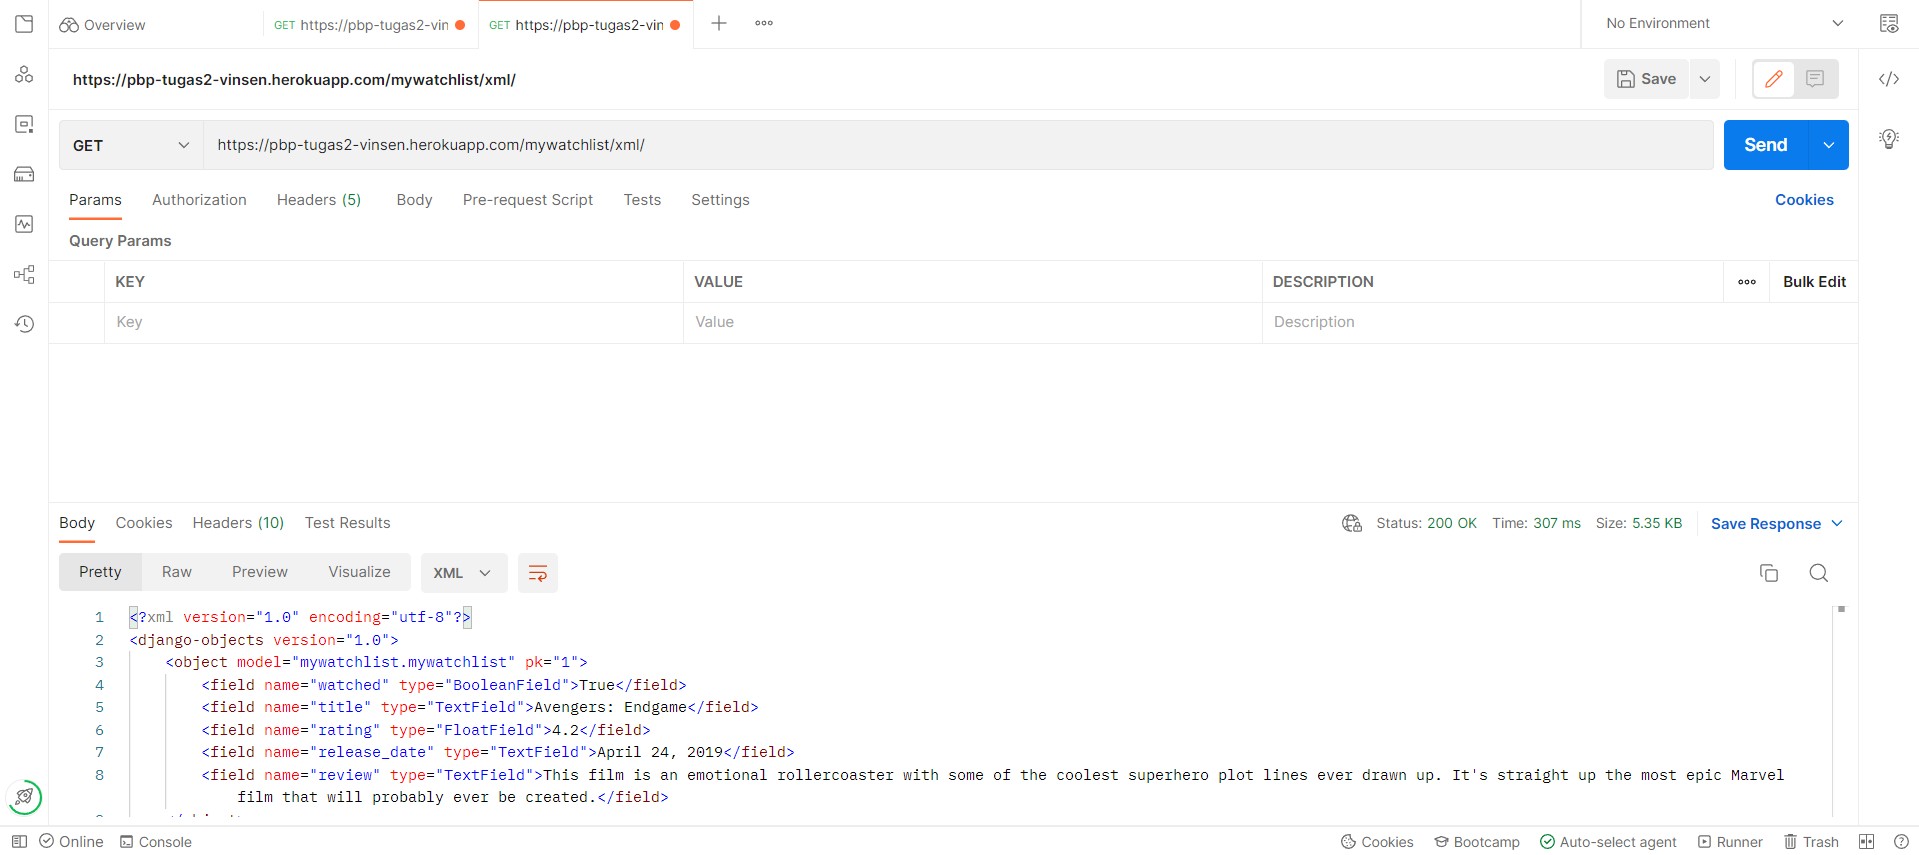 Overview
GET https://pbp-tugas2-vin
GET https://pbp-tugas2-vin
No Environment
https://pbp-tugas2-vinsen.herokuapp.com/mywatchlist/xml/
Save
GET
https://pbp-tugas2-vinsen.herokuapp.com/mywatchlist/xml/
Send
Params Authorization Headers (5) Body Pre-request Script Tests Settings Cookies
Query Params
KEY VALUE DESCRIPTION Bulk Edit
Key Value Description
Body Cookies Headers (10) Test Results Status: 200 OK Time: 307 ms Size: 5.35 KB Save Response
Pretty Raw Preview Visualize XML
1 <?xml version="1.0" encoding="utf-8"?>
2 <django-objects version="1.0">
3 <object model="mywatchlist.mywatchlist" pk="1">
4 <field name="watched" type="BooleanField">True</field>
5 <field name="title" type="TextField">Avengers: Endgame</field>
6 <field name="rating" type="FloatField">4.2</field>
7 <field name="release_date" type="TextField">April 24, 2019</field>
8 <field name="review" type="TextField">This film is an emotional rollercoaster with some of the coolest superhero plot lines ever drawn up. It's straight up the most epic Marvel
film that will probably ever be created.</field>
Online Console Cookies Bootcamp Auto-select agent Runner Trash